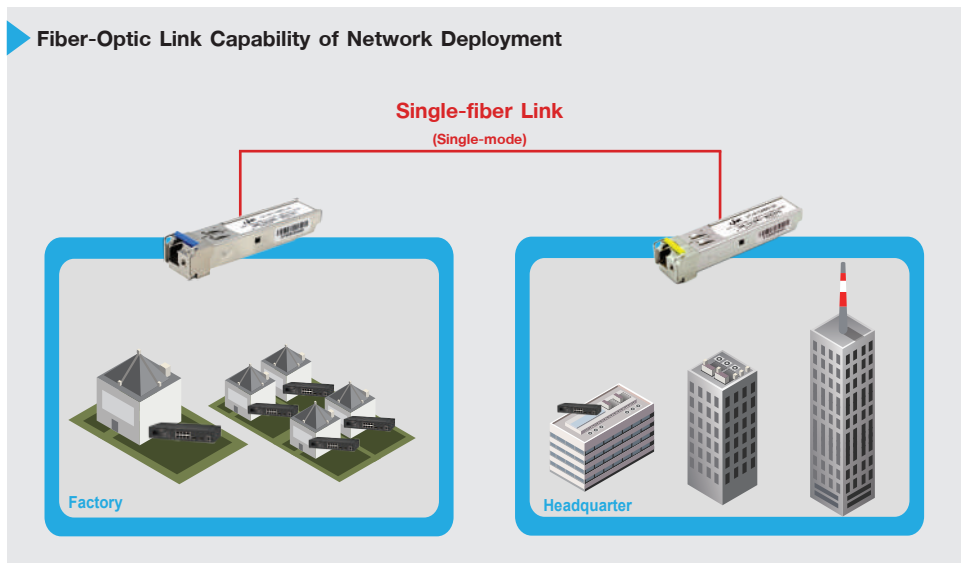 Fiber-Optic Link Capability of Network Deployment
Single-fiber Link
(Single-mode)
Factory
Headquarter